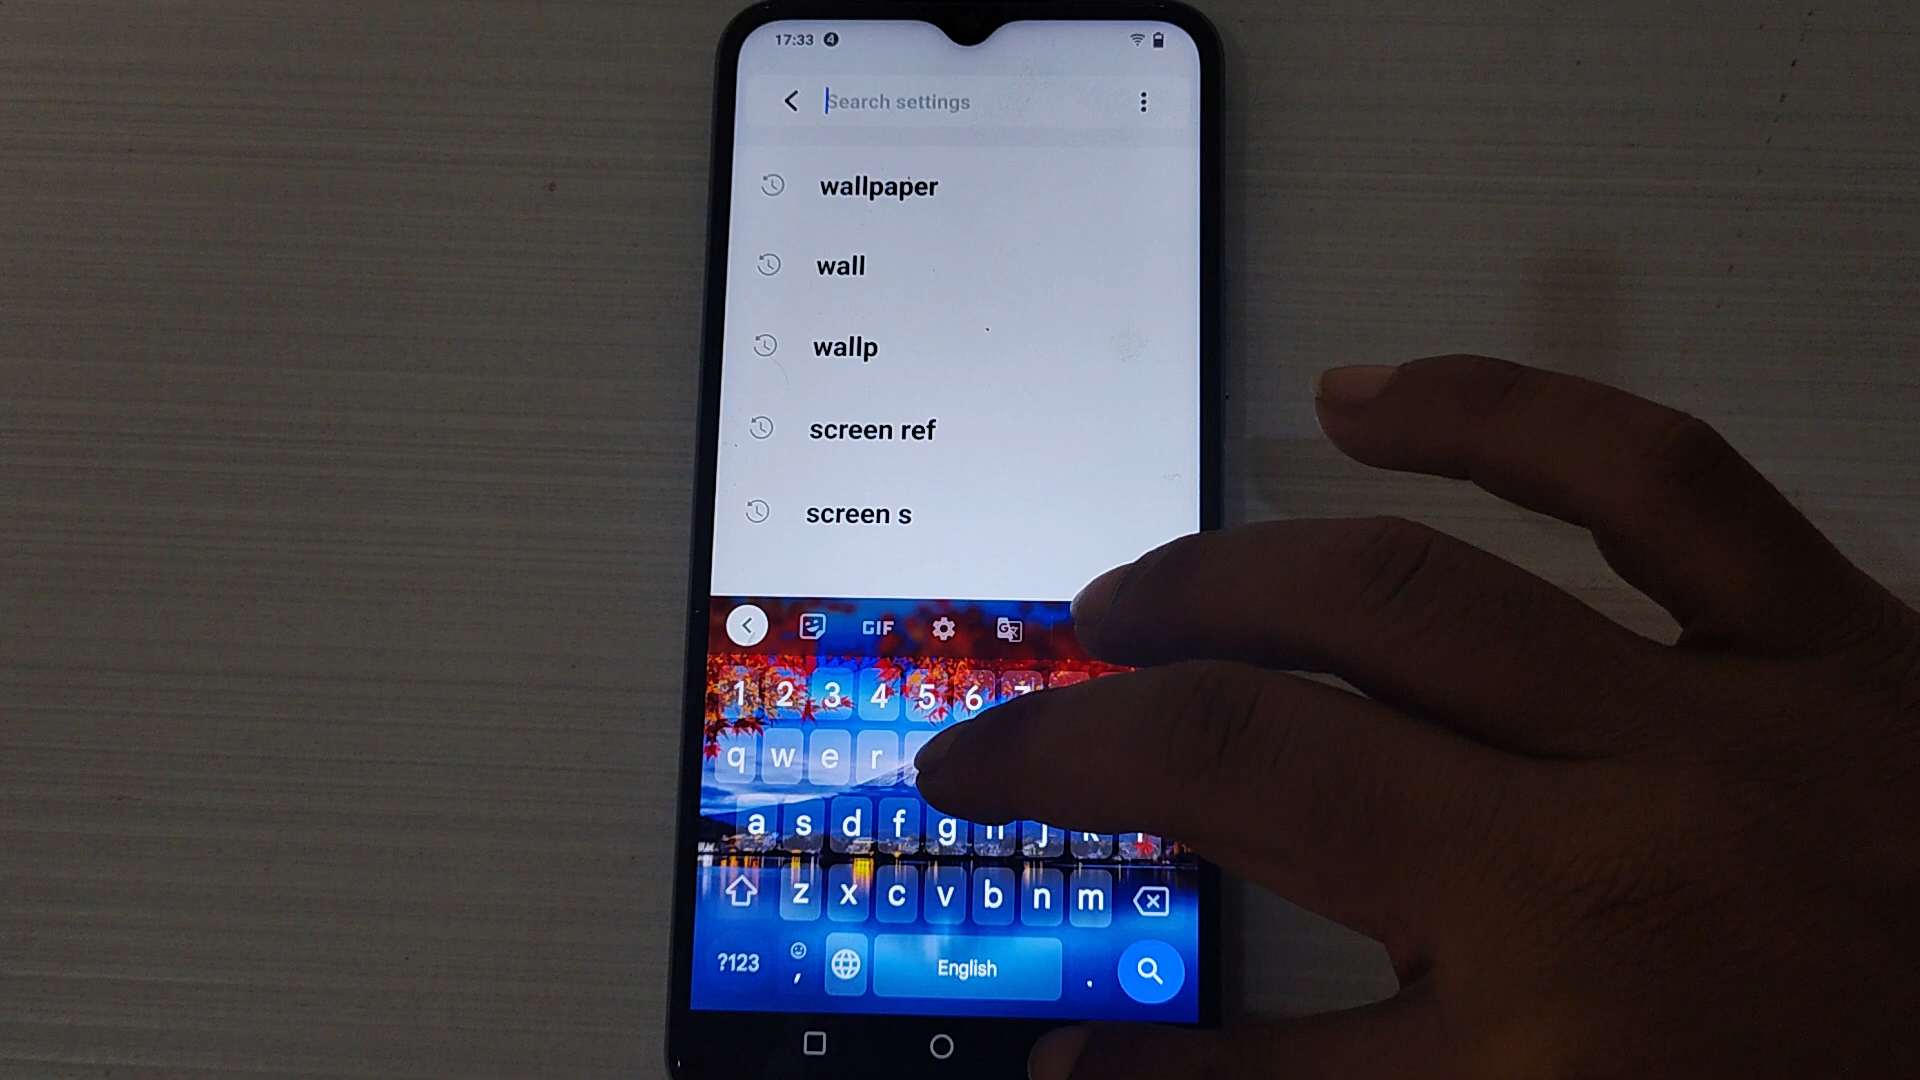 17:33 4
Search settings
wallpaper
wall
wallp
screen ref
screen s
GIF G
1 2 3 4 5 6 7
q w e r
a s d f g h j k l
z x c v b n m
?123 , English .